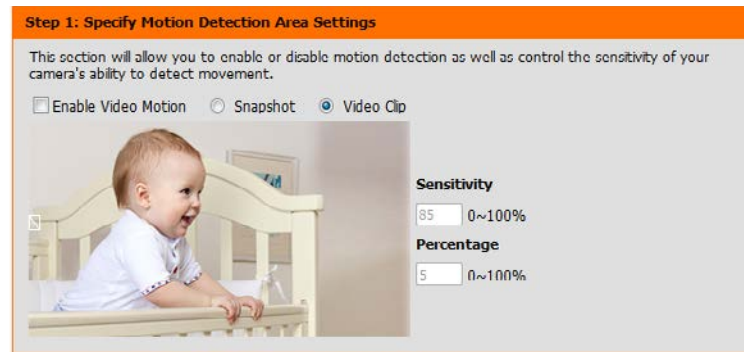 Step 1: Specify Motion Detection Area Settings
This section will allow you to enable or disable motion detection as well as control the sensitivity of your
camera's ability to detect movement.
Enable Video Motion Snapshot Video Clip
Sensitivity
85 0~100%
Percentage
5 0~100%